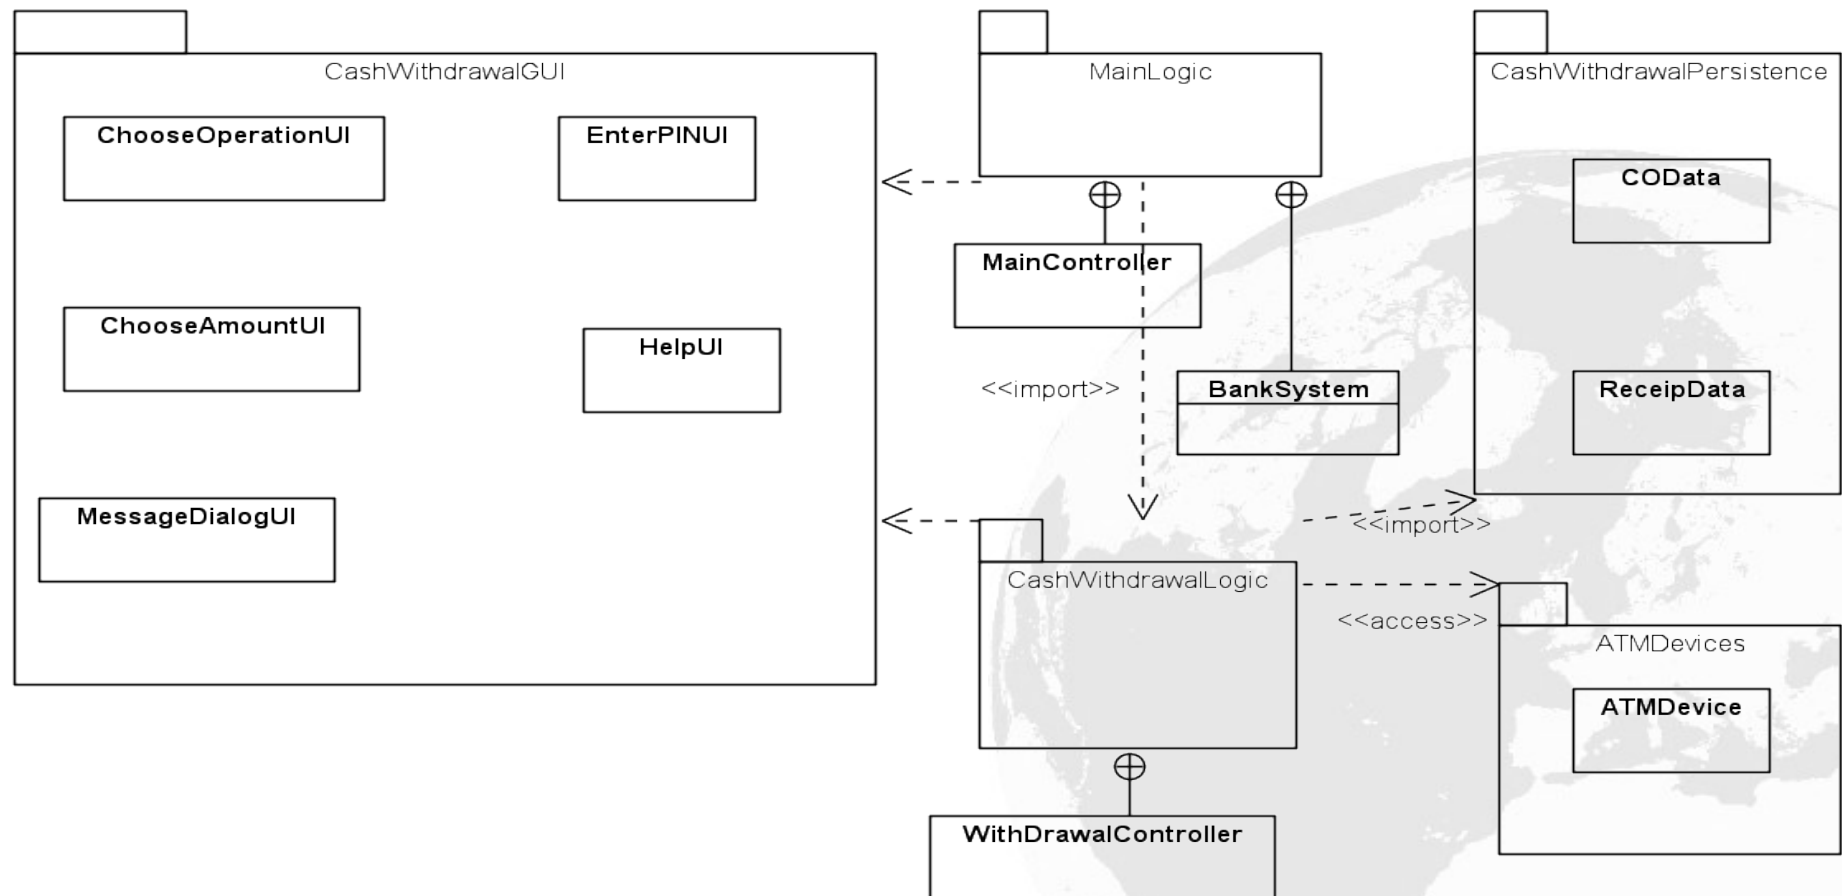 CashWithdrawalGUI
ChooseOperationUI
EnterPINUI
ChooseAmountUI
HelpUI
MessageDialogUI
MainLogic
MainController
<<import>>
BankSystem
CashWithdrawalPersistence
COData
ReceipData
<<import>>
CashWithdrawalLogic
<<access>>
ATMDevices
ATMDevice
WithDrawalController